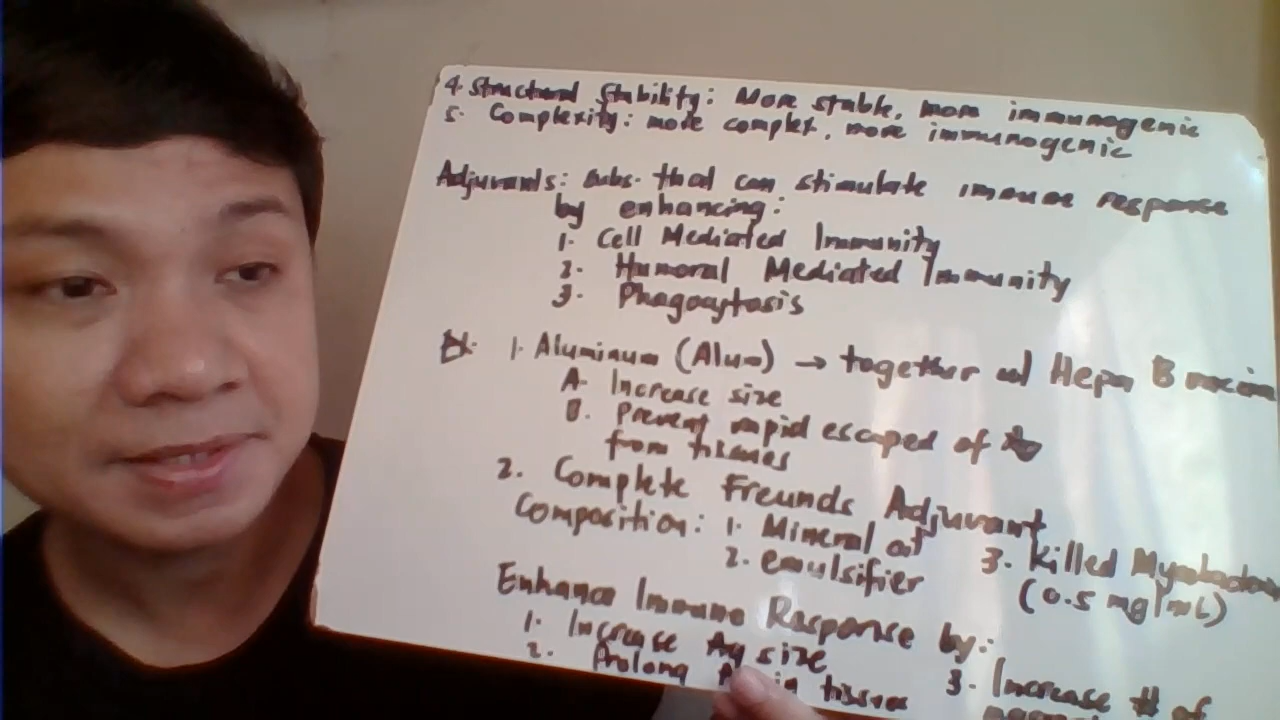 4. Structural Stability: More stable, more immunogenic
5. Complexity: more complex, more immunogenic
Adjuvants: subs. that can stimulate immune response
by enhancing:
1. Cell Mediated Immunity
2. Humoral Mediated Immunity
3. Phagocytosis
1. Aluminum (Alum) → together w/ Hepa B
A. Increase size
B. Prevent rapid escaped of
from tissues
2. Complete Freunds Adjuvant
Composition: 1. Mineral oil 3. Killed
2. emulsifier (0.5 mg/mL)
Enhance Immune Response by:
1. Increase Ag size
2. Prolong in tissue 3. Increase # of